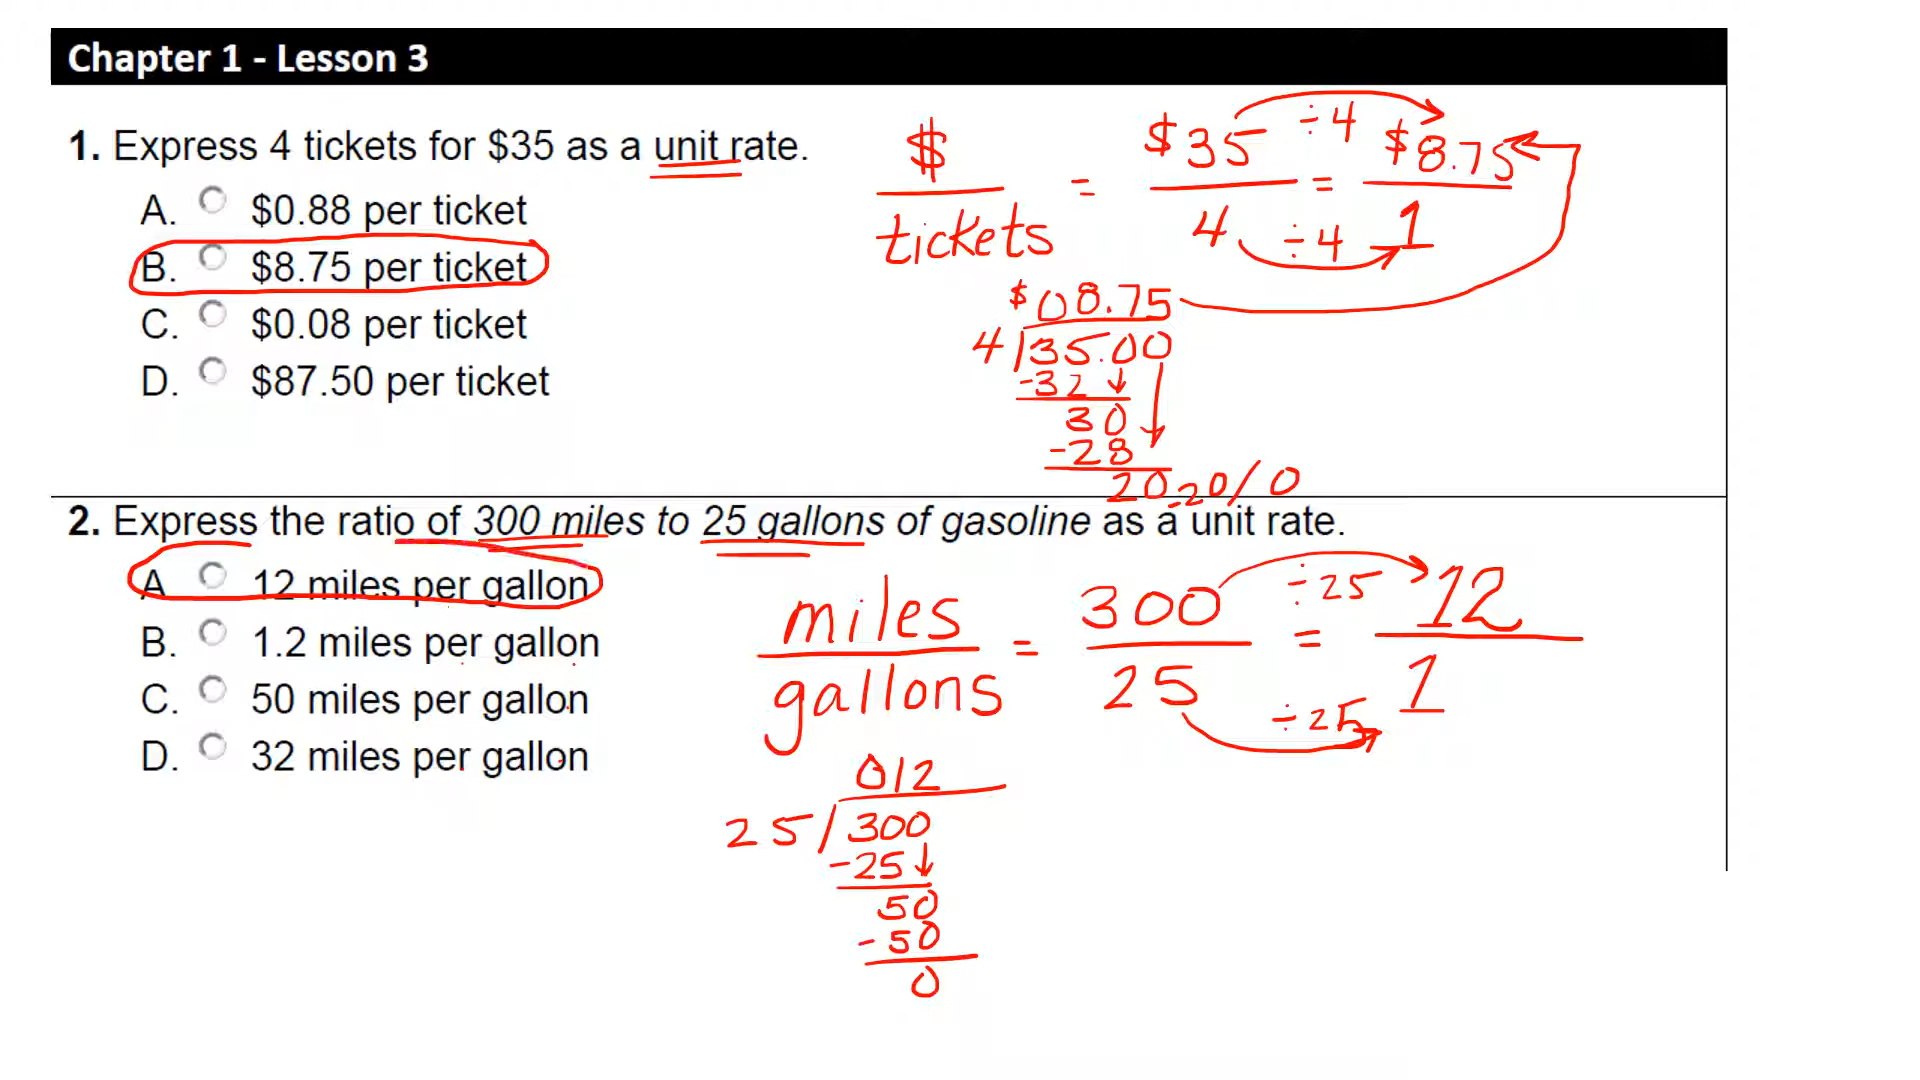 Chapter 1 - Lesson 3
1. Express 4 tickets for $35 as a unit rate.
A. $0.88 per ticket
B. $8.75 per ticket
C. $0.08 per ticket
D. $87.50 per ticket
$ / tickets = $35 / 4 = $8.75 / 1
÷4
÷4
$08.75
4/35.00
-32
30
-28
20-20/0
2. Express the ratio of 300 miles to 25 gallons of gasoline as a unit rate.
A 12 miles per gallon
B. 1.2 miles per gallon
C. 50 miles per gallon
D. 32 miles per gallon
miles / gallons = 300 / 25 = 12 / 1
÷25
÷25
012
25/300
-25
50
-50
0